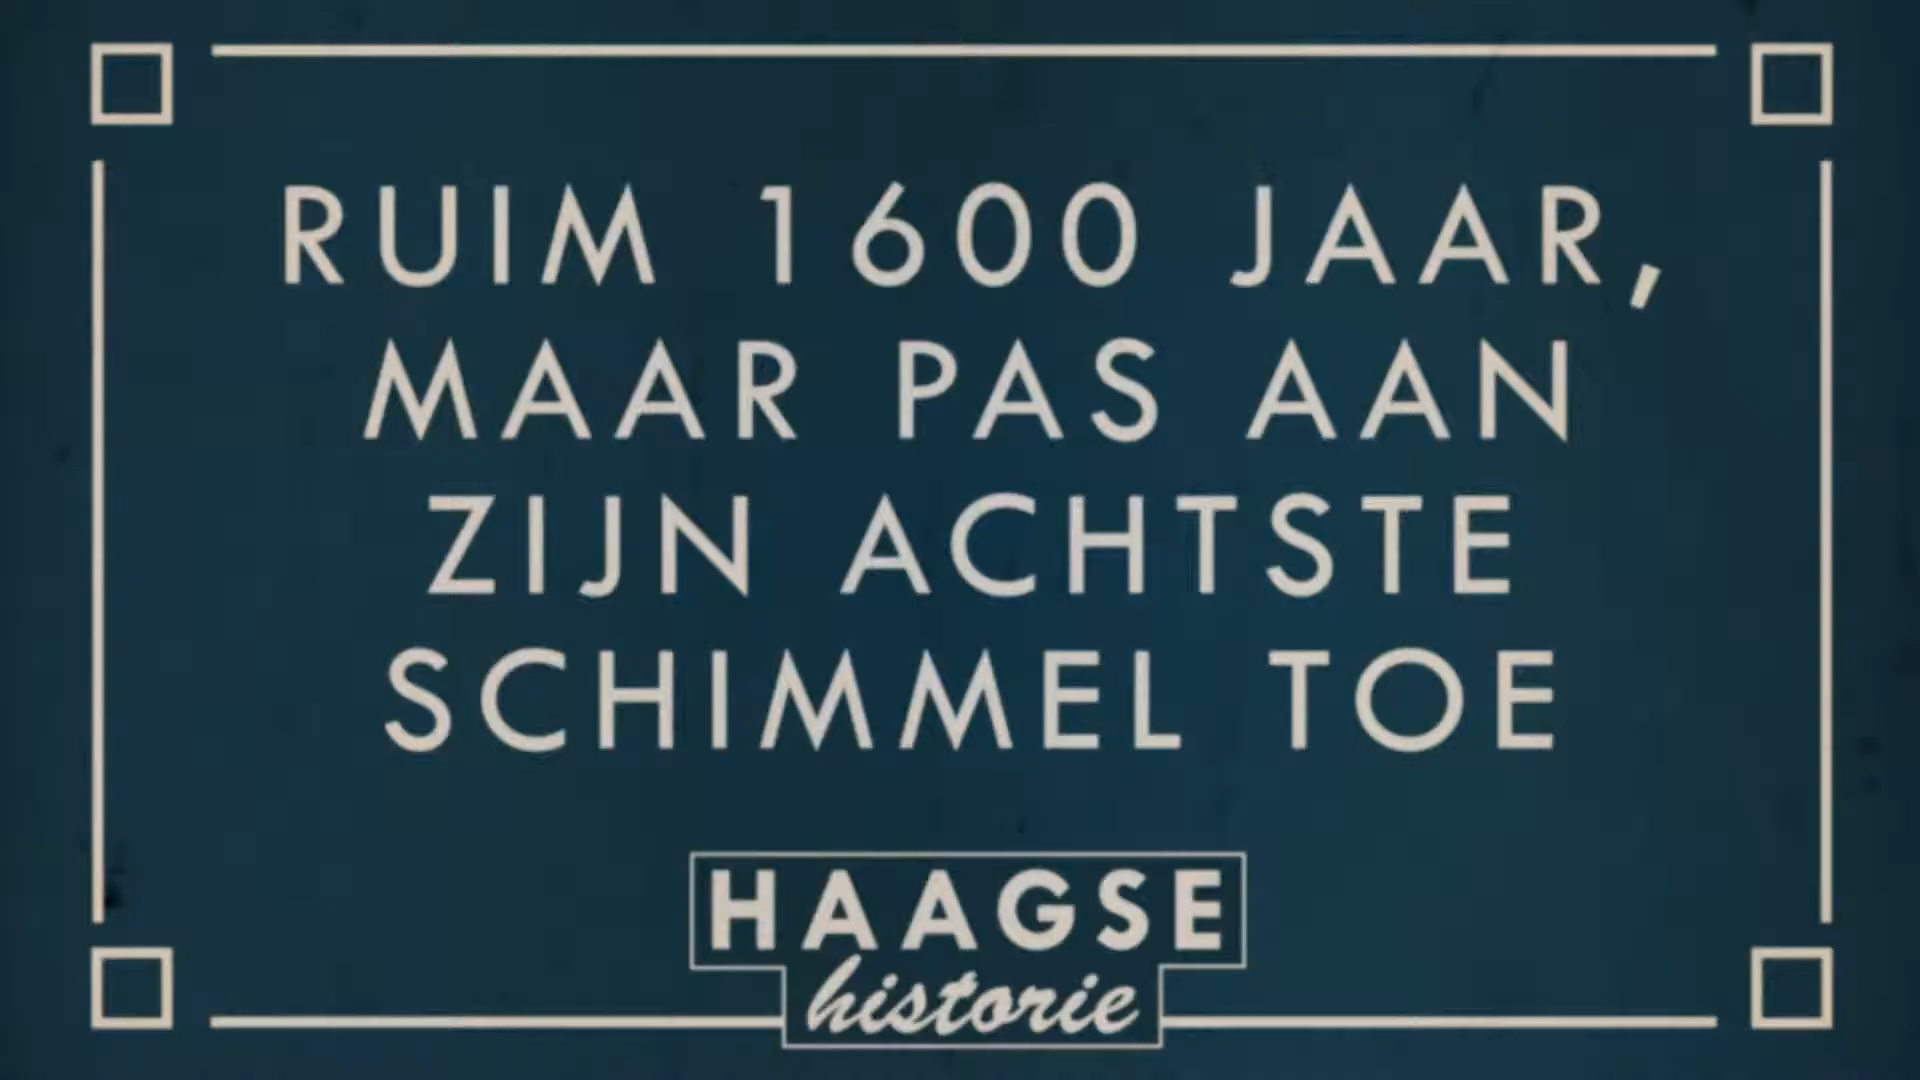 RUIM 1600 JAAR,
MAAR PAS AAN
ZIJN ACHTSTE
SCHIMMEL TOE
HAAGSE
historie